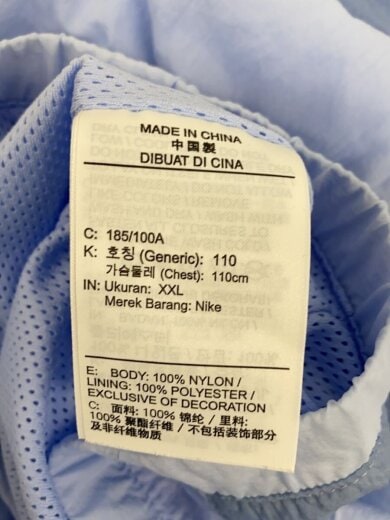 MADE IN CHINA
中国製
DIBUAT DI CINA
C: 185/100A
K: 호칭 (Generic): 110
가슴둘레 (Chest): 110cm
IN: Ukuran: XXL
Merek Barang: Nike
E: BODY: 100% NYLON /
LINING: 100% POLYESTER /
EXCLUSIVE OF DECORATION
C: 面料: 100% 锦纶 / 里料:
100% 聚酯纤维 / 不包括装饰部分
及非纤维物质